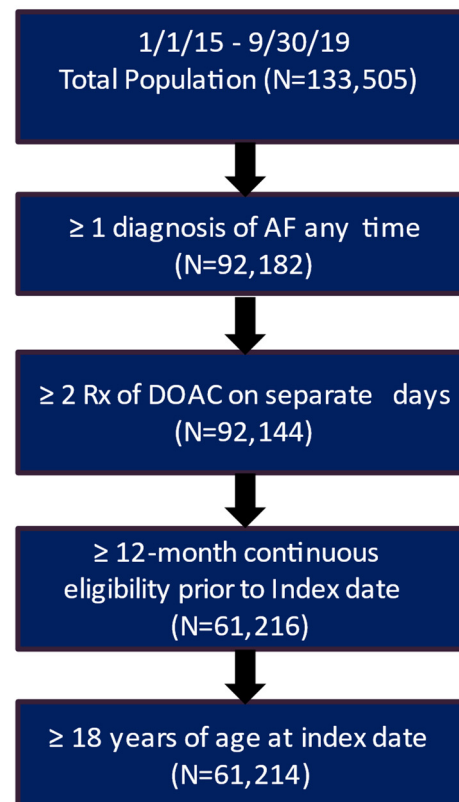 1/1/15 - 9/30/19
Total Population (N=133,505)
≥ 1 diagnosis of AF any time
(N=92,182)
≥ 2 Rx of DOAC on separate days
(N=92,144)
≥ 12-month continuous
eligibility prior to Index date
(N=61,216)
≥ 18 years of age at index date
(N=61,214)